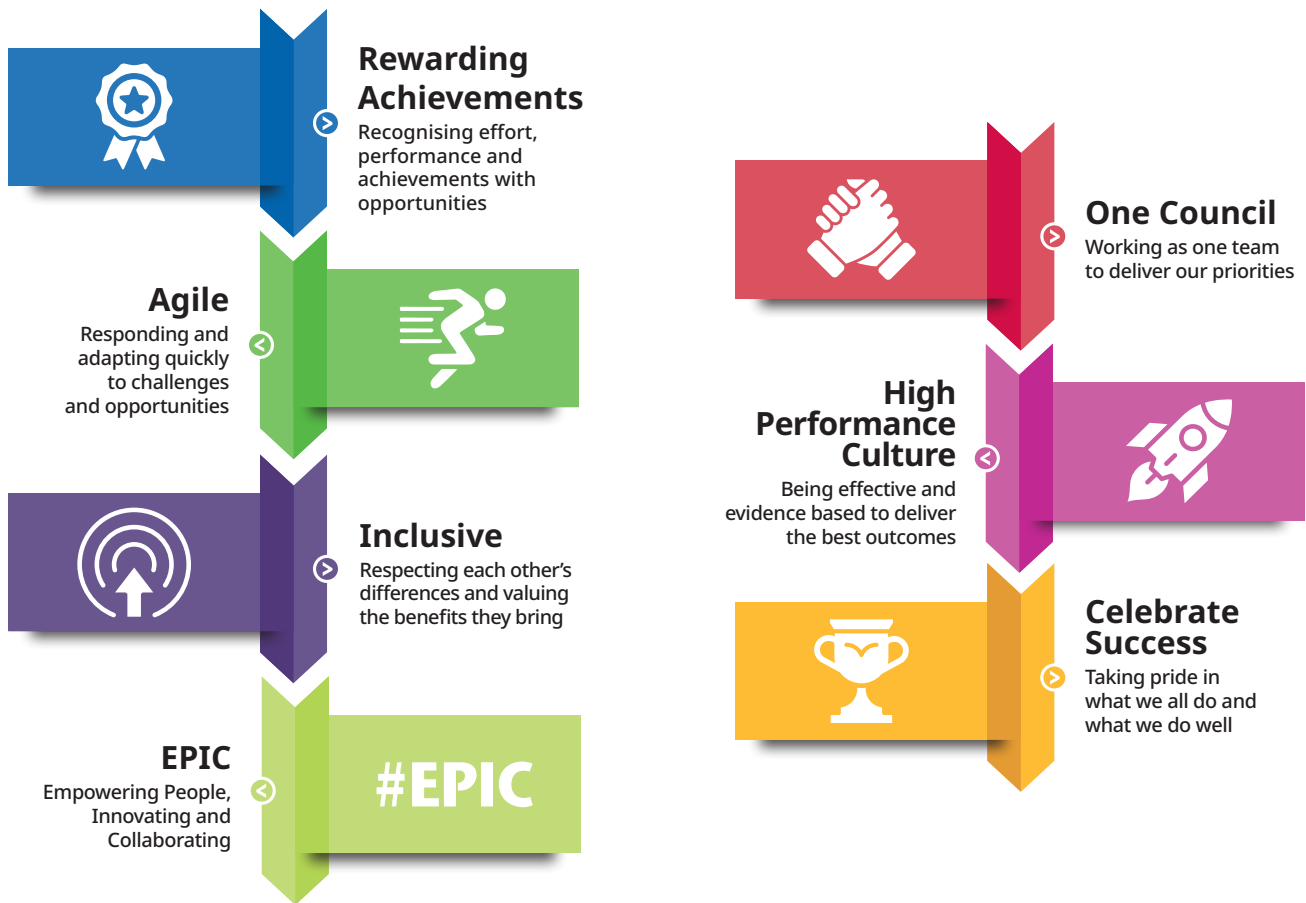 Rewarding
Achievements
Recognising effort,
performance and
achievements with
opportunities
Agile
Responding and
adapting quickly
to challenges
and opportunities
Inclusive
Respecting each other’s
differences and valuing
the benefits they bring
EPIC
Empowering People,
Innovating and
Collaborating
#EPIC
One Council
Working as one team
to deliver our priorities
High
Performance
Culture
Being effective and
evidence based to deliver
the best outcomes
Celebrate
Success
Taking pride in
what we all do and
what we do well